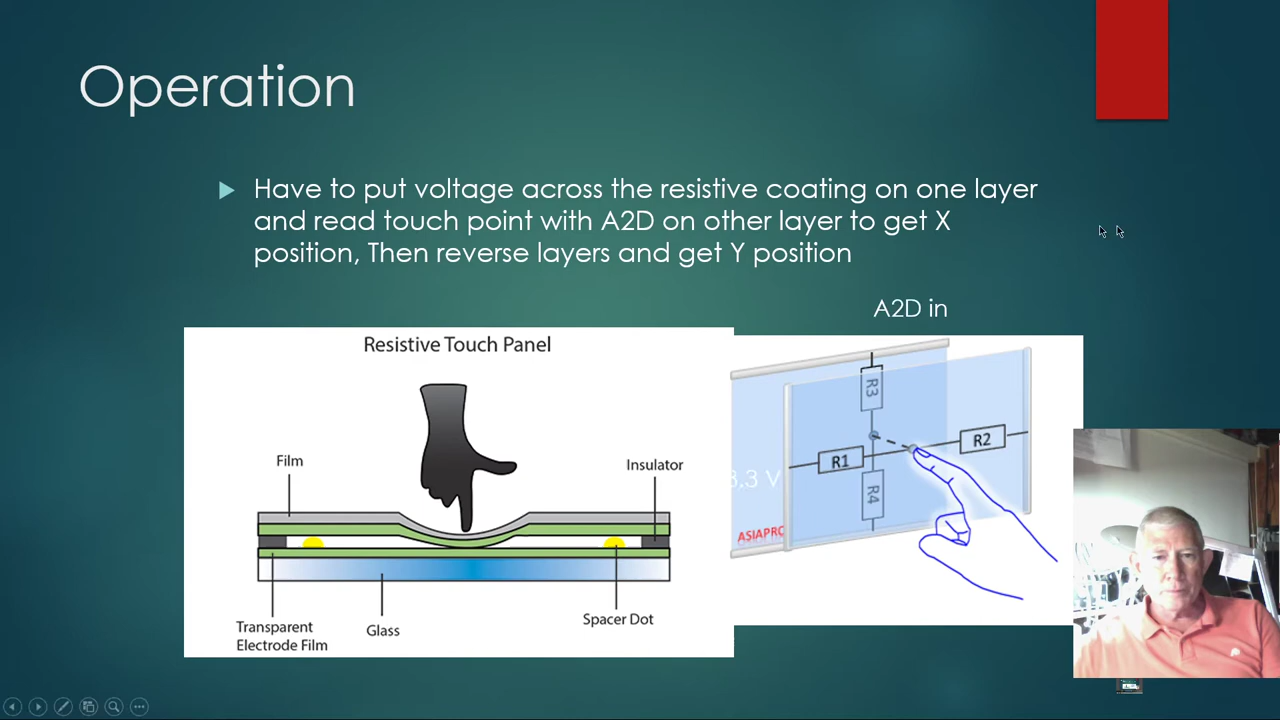 Operation
Have to put voltage across the resistive coating on one layer
and read touch point with A2D on other layer to get X
position, Then reverse layers and get Y position
A2D in
Resistive Touch Panel
Film
Insulator
Transparent
Electrode Film
Glass
Spacer Dot
R3
R2
R1
3.3 V
R4
ASIAPRO